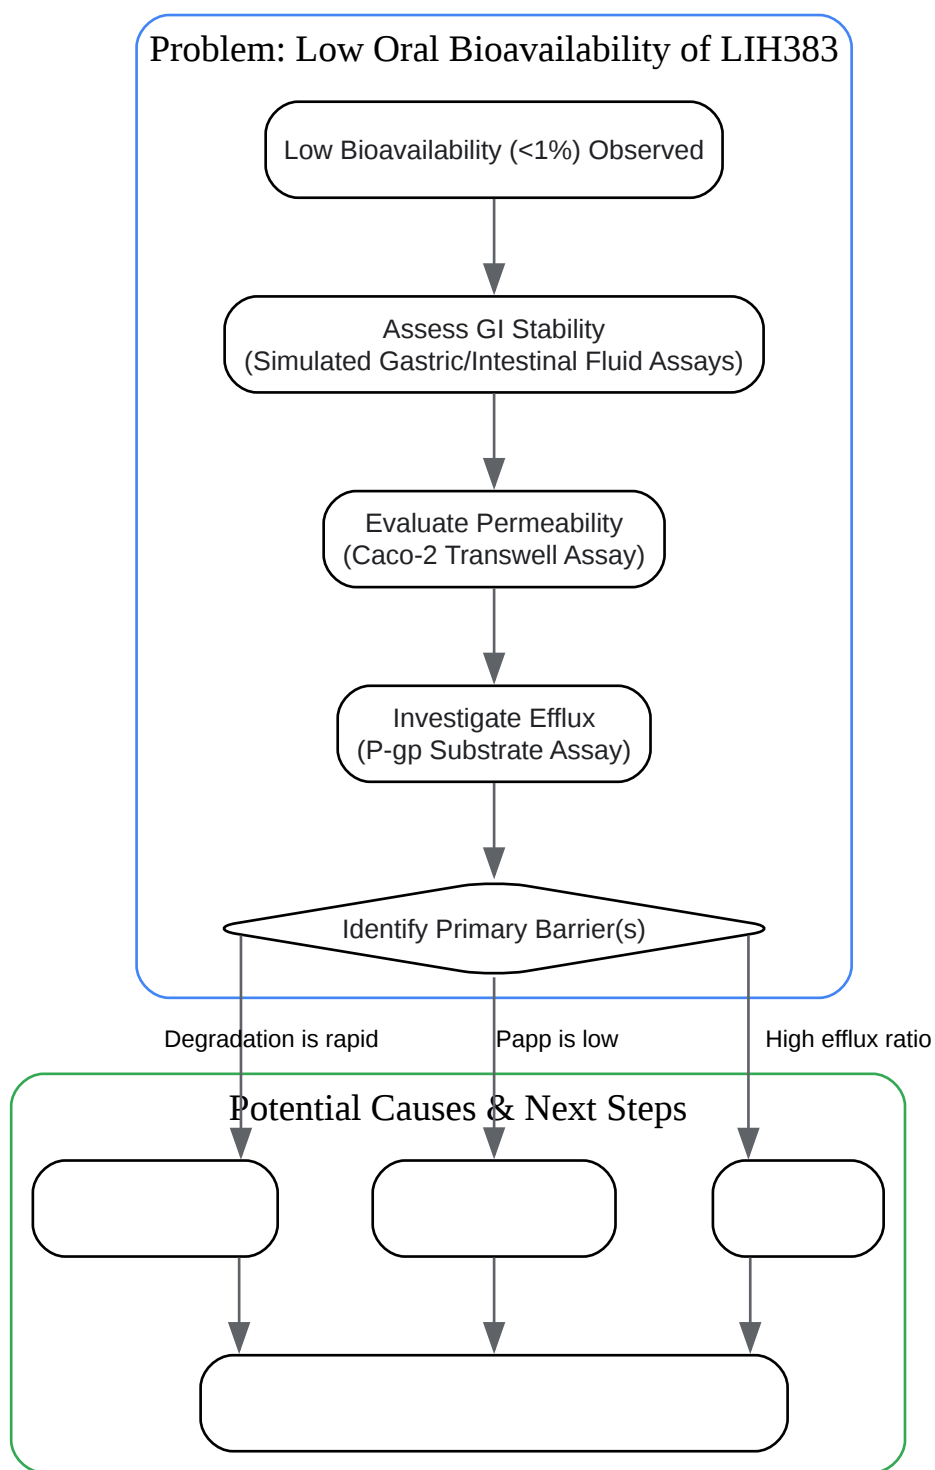 Problem: Low Oral Bioavailability of LIH383
Low Bioavailability (<1%) Observed
Assess GI Stability
(Simulated Gastric/Intestinal Fluid Assays)
Evaluate Permeability
(Caco-2 Transwell Assay)
Investigate Efflux
(P-gp Substrate Assay)
Identify Primary Barrier(s)
Degradation is rapid
Papp is low
High efflux ratio
Potential Causes & Next Steps